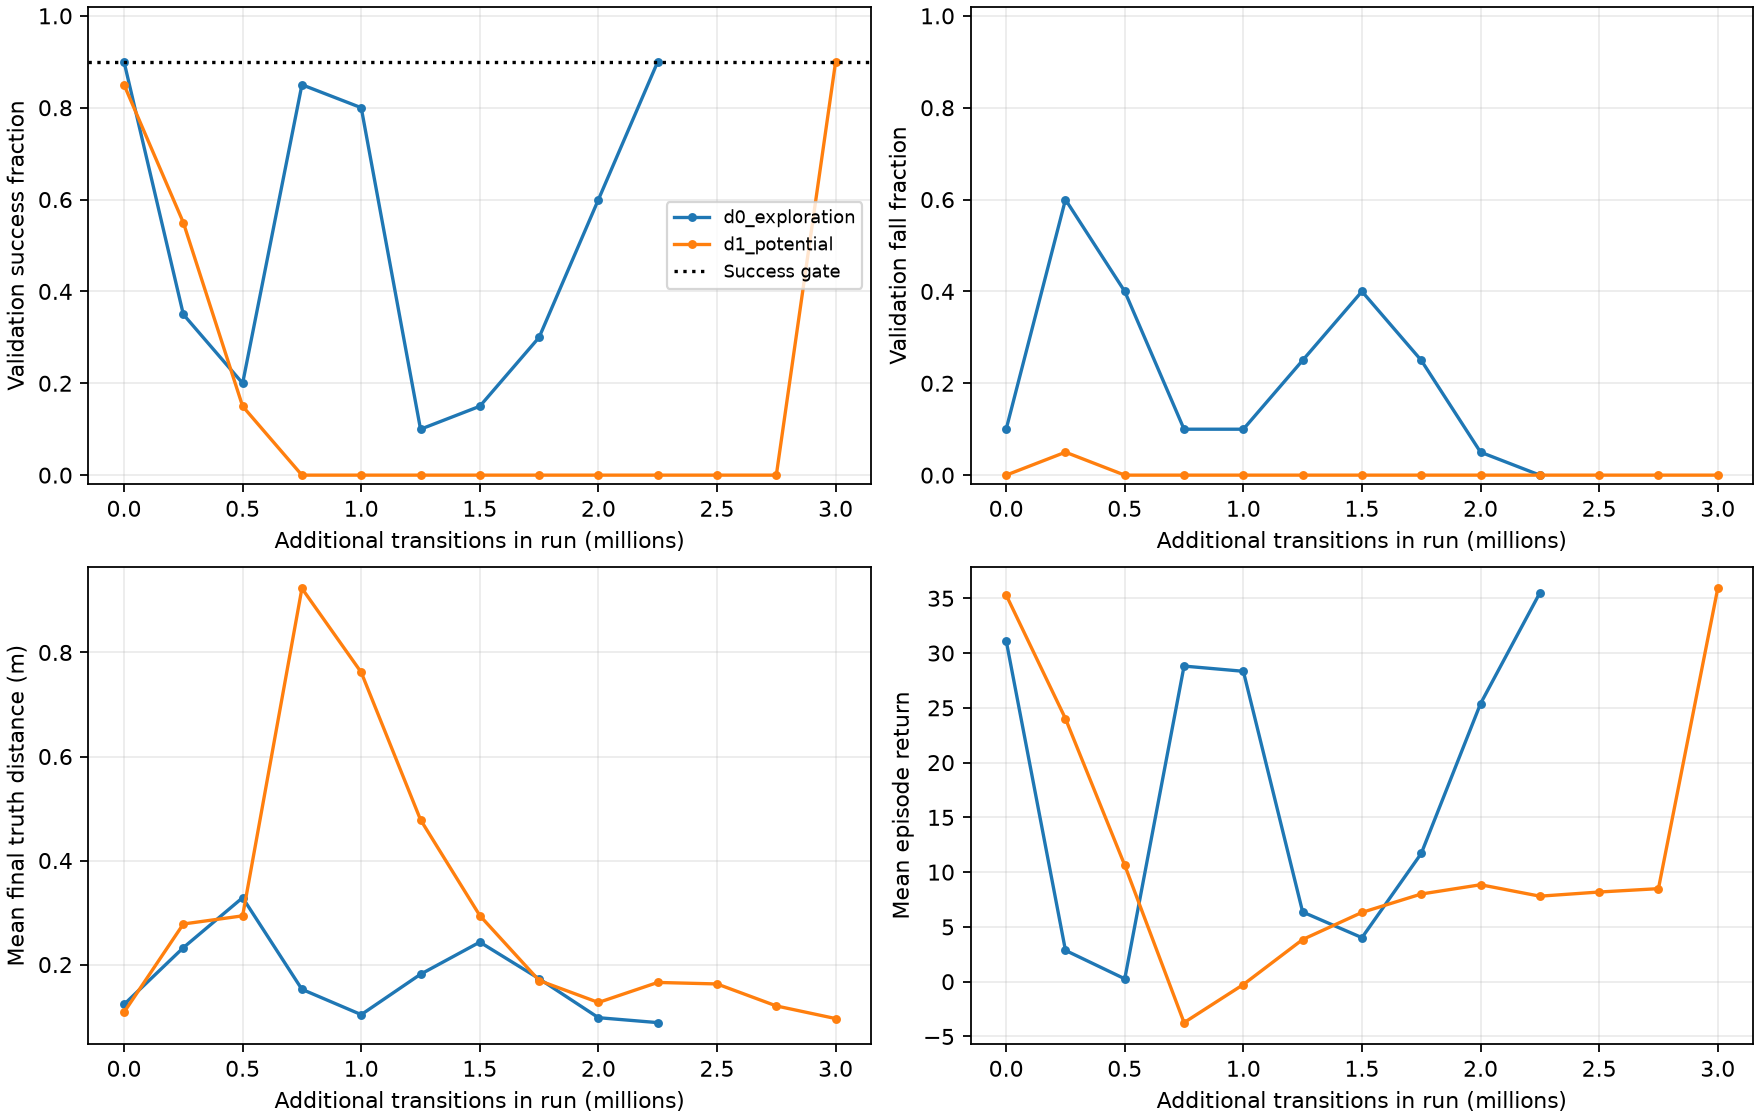 Validation success fraction
1.0
0.8
0.6
0.4
0.2
0.0
d0_exploration
d1_potential
Success gate
0.0 0.5 1.0 1.5 2.0 2.5 3.0
Additional transitions in run (millions)
Validation fall fraction
1.0
0.8
0.6
0.4
0.2
0.0
0.0 0.5 1.0 1.5 2.0 2.5 3.0
Additional transitions in run (millions)
Mean final truth distance (m)
0.8
0.6
0.4
0.2
0.0 0.5 1.0 1.5 2.0 2.5 3.0
Additional transitions in run (millions)
Mean episode return
35
30
25
20
15
10
5
0
−5
0.0 0.5 1.0 1.5 2.0 2.5 3.0
Additional transitions in run (millions)